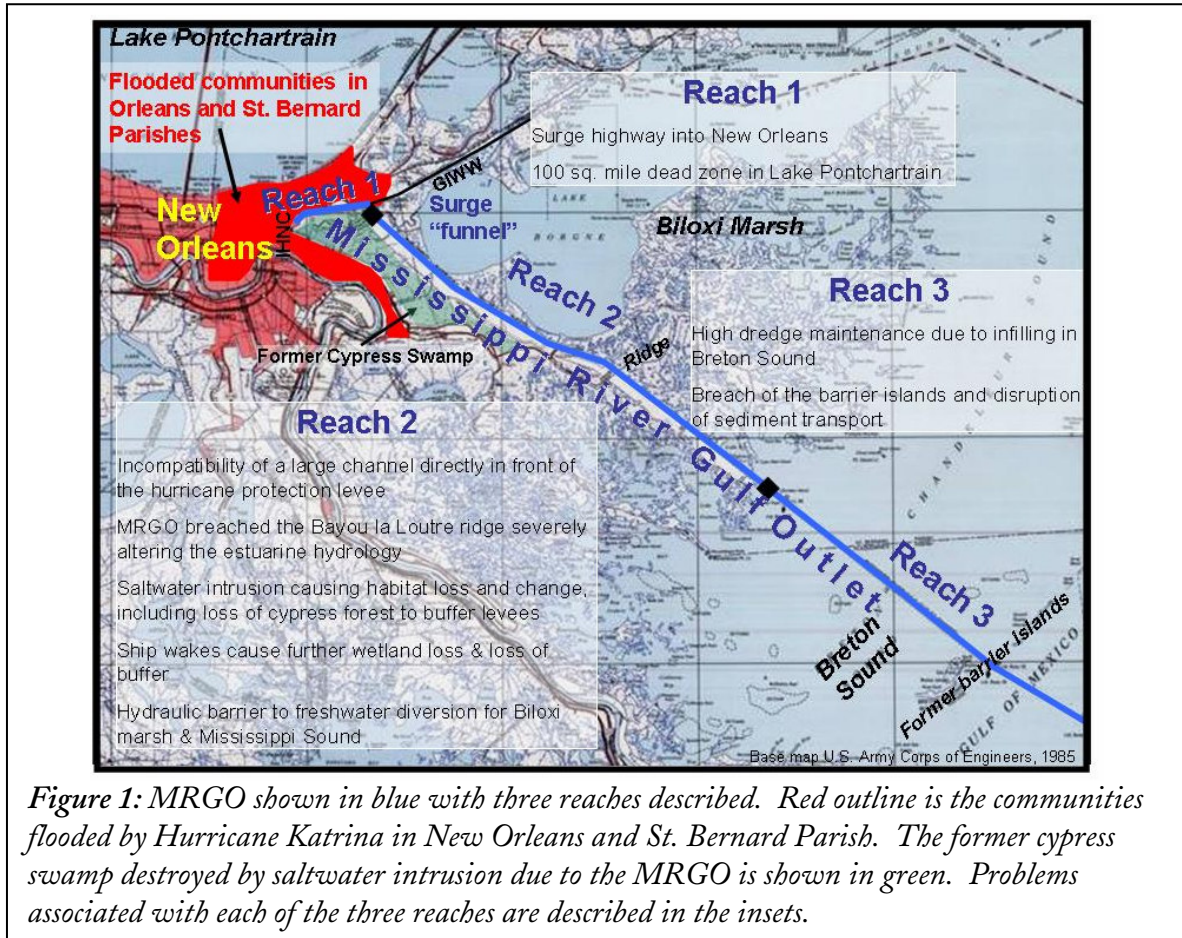 Lake Pontchartrain
Flooded communities in
Orleans and St. Bernard
Parishes
New
Orleans
IHNC
Reach 1
GIWW
Surge
"funnel"
Reach 1
Surge highway into New Orleans
100 sq. mile dead zone in Lake Pontchartrain
LAKE
BORGNE
Biloxi Marsh
Reach 2
Mississippi River Gulf Outlet
Former Cypress Swamp
Ridge
Reach 3
High dredge maintenance due to infilling in
Breton Sound
Breach of the barrier islands and disruption
of sediment transport
CHANDELEUR SOUND
Reach 2
Incompatibility of a large channel directly in front of
the hurricane protection levee
MRGO breached the Bayou la Loutre ridge severely
altering the estuarine hydrology
Saltwater intrusion causing habitat loss and change,
including loss of cypress forest to buffer levees
Ship wakes cause further wetland loss & loss of
buffer
Hydraulic barrier to freshwater diversion for Biloxi
marsh & Mississippi Sound
Reach 3
Breton
Sound
Former barrier islands
GULF OF MEXICO
Base map U.S. Army Corps of Engineers, 1985
Figure 1: MRGO shown in blue with three reaches described. Red outline is the communities
flooded by Hurricane Katrina in New Orleans and St. Bernard Parish. The former cypress
swamp destroyed by saltwater intrusion due to the MRGO is shown in green. Problems
associated with each of the three reaches are described in the insets.